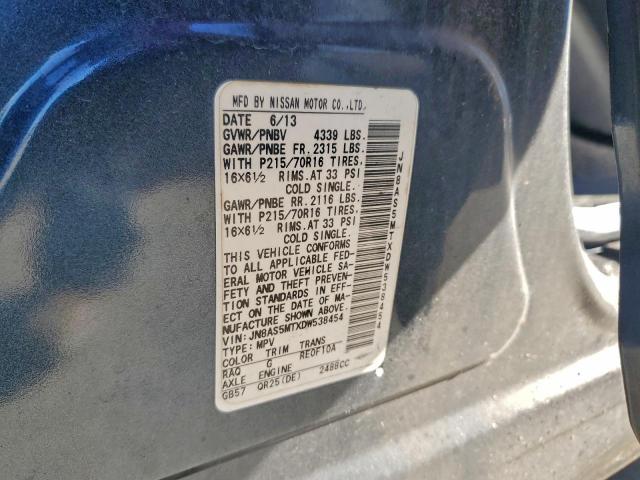 MFD BY NISSAN MOTOR CO.,LTD.
DATE 6/13
GVWR/PNBV 4339 LBS.
GAWR/PNBE FR. 2315 LBS.
WITH P215/70R16 TIRES,
16X6½ RIMS.AT 33 PSI
COLD SINGLE.
GAWR/PNBE RR. 2116 LBS.
WITH P215/70R16 TIRES,
16X6½ RIMS.AT 33 PSI
COLD SINGLE.
THIS VEHICLE CONFORMS
TO ALL APPLICABLE FED-
ERAL MOTOR VEHICLE SA-
FETY AND THEFT PREVEN-
TION STANDARDS IN EFF-
ECT ON THE DATE OF MA-
NUFACTURE SHOWN ABOVE.
VIN: JN8AS5MTXDW538454
TYPE: MPV
COLOR TRIM TRANS
RAQ G RE0F10A
AXLE ENGINE
GB57 QR25(DE) 2488CC
JN8AS5MTXDW538454